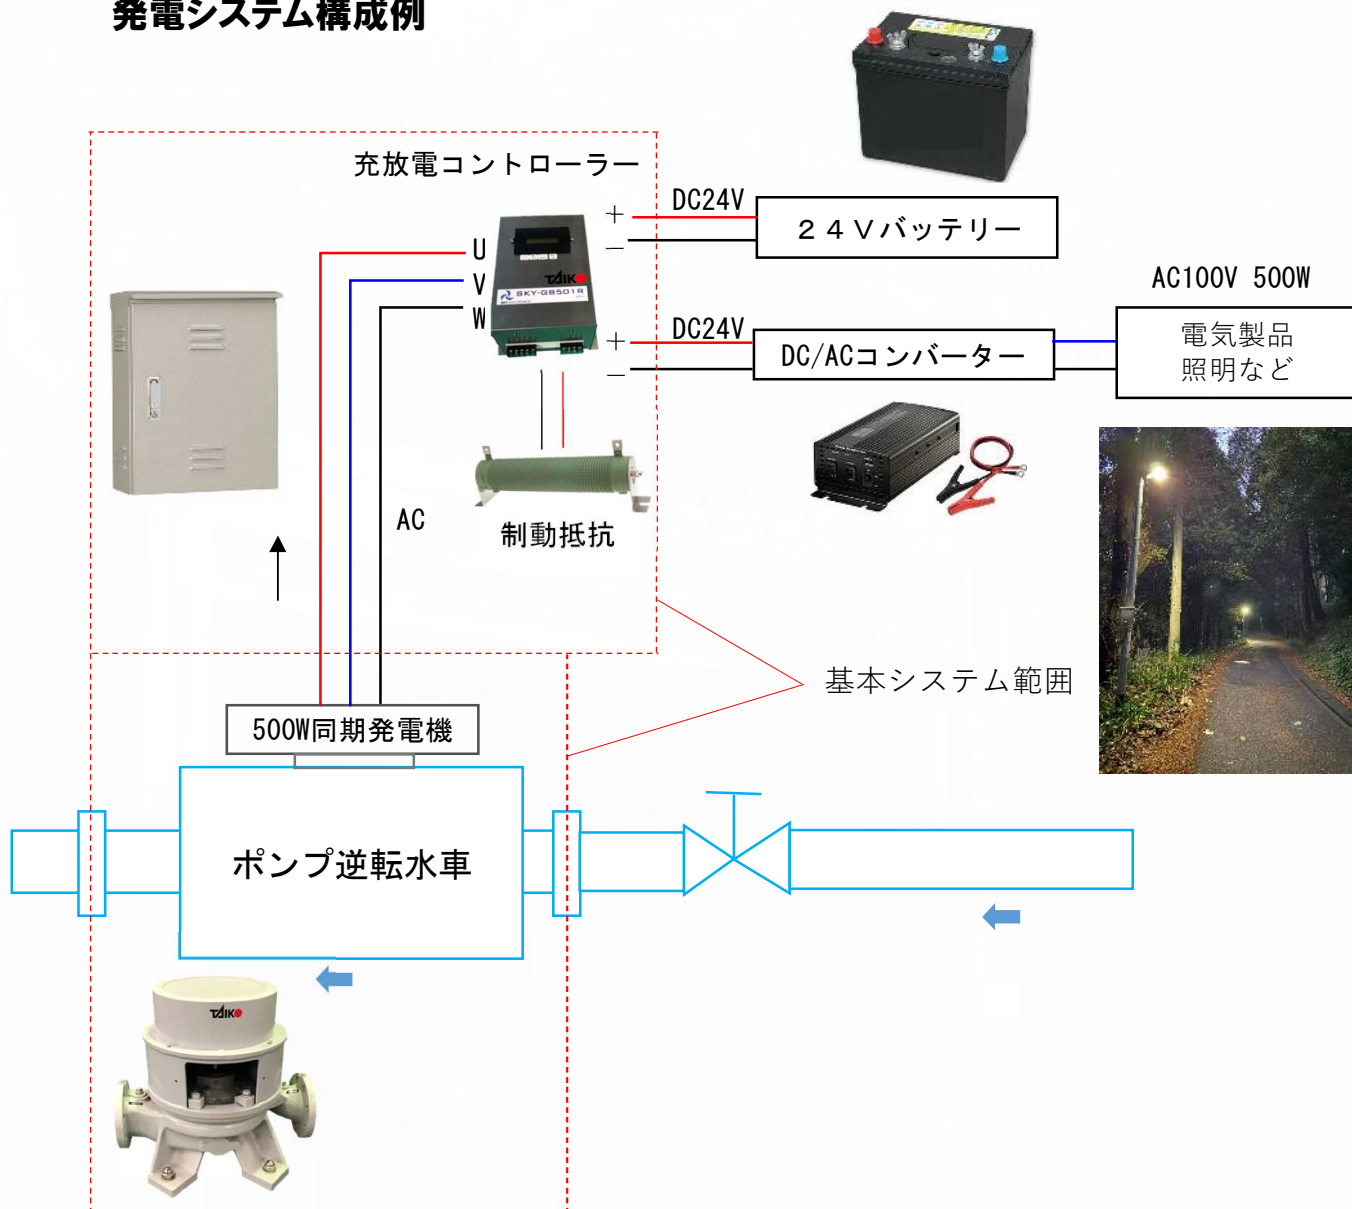 発電システム構成例
充放電コントローラー
U
V
W
TAIKO
SKY-GB501R
+
−
DC24V
24Vバッテリー
+
−
DC24V
DC/ACコンバーター
AC100V 500W
電気製品
照明など
制動抵抗
AC
基本システム範囲
500W同期発電機
ポンプ逆転水車
TAIKO